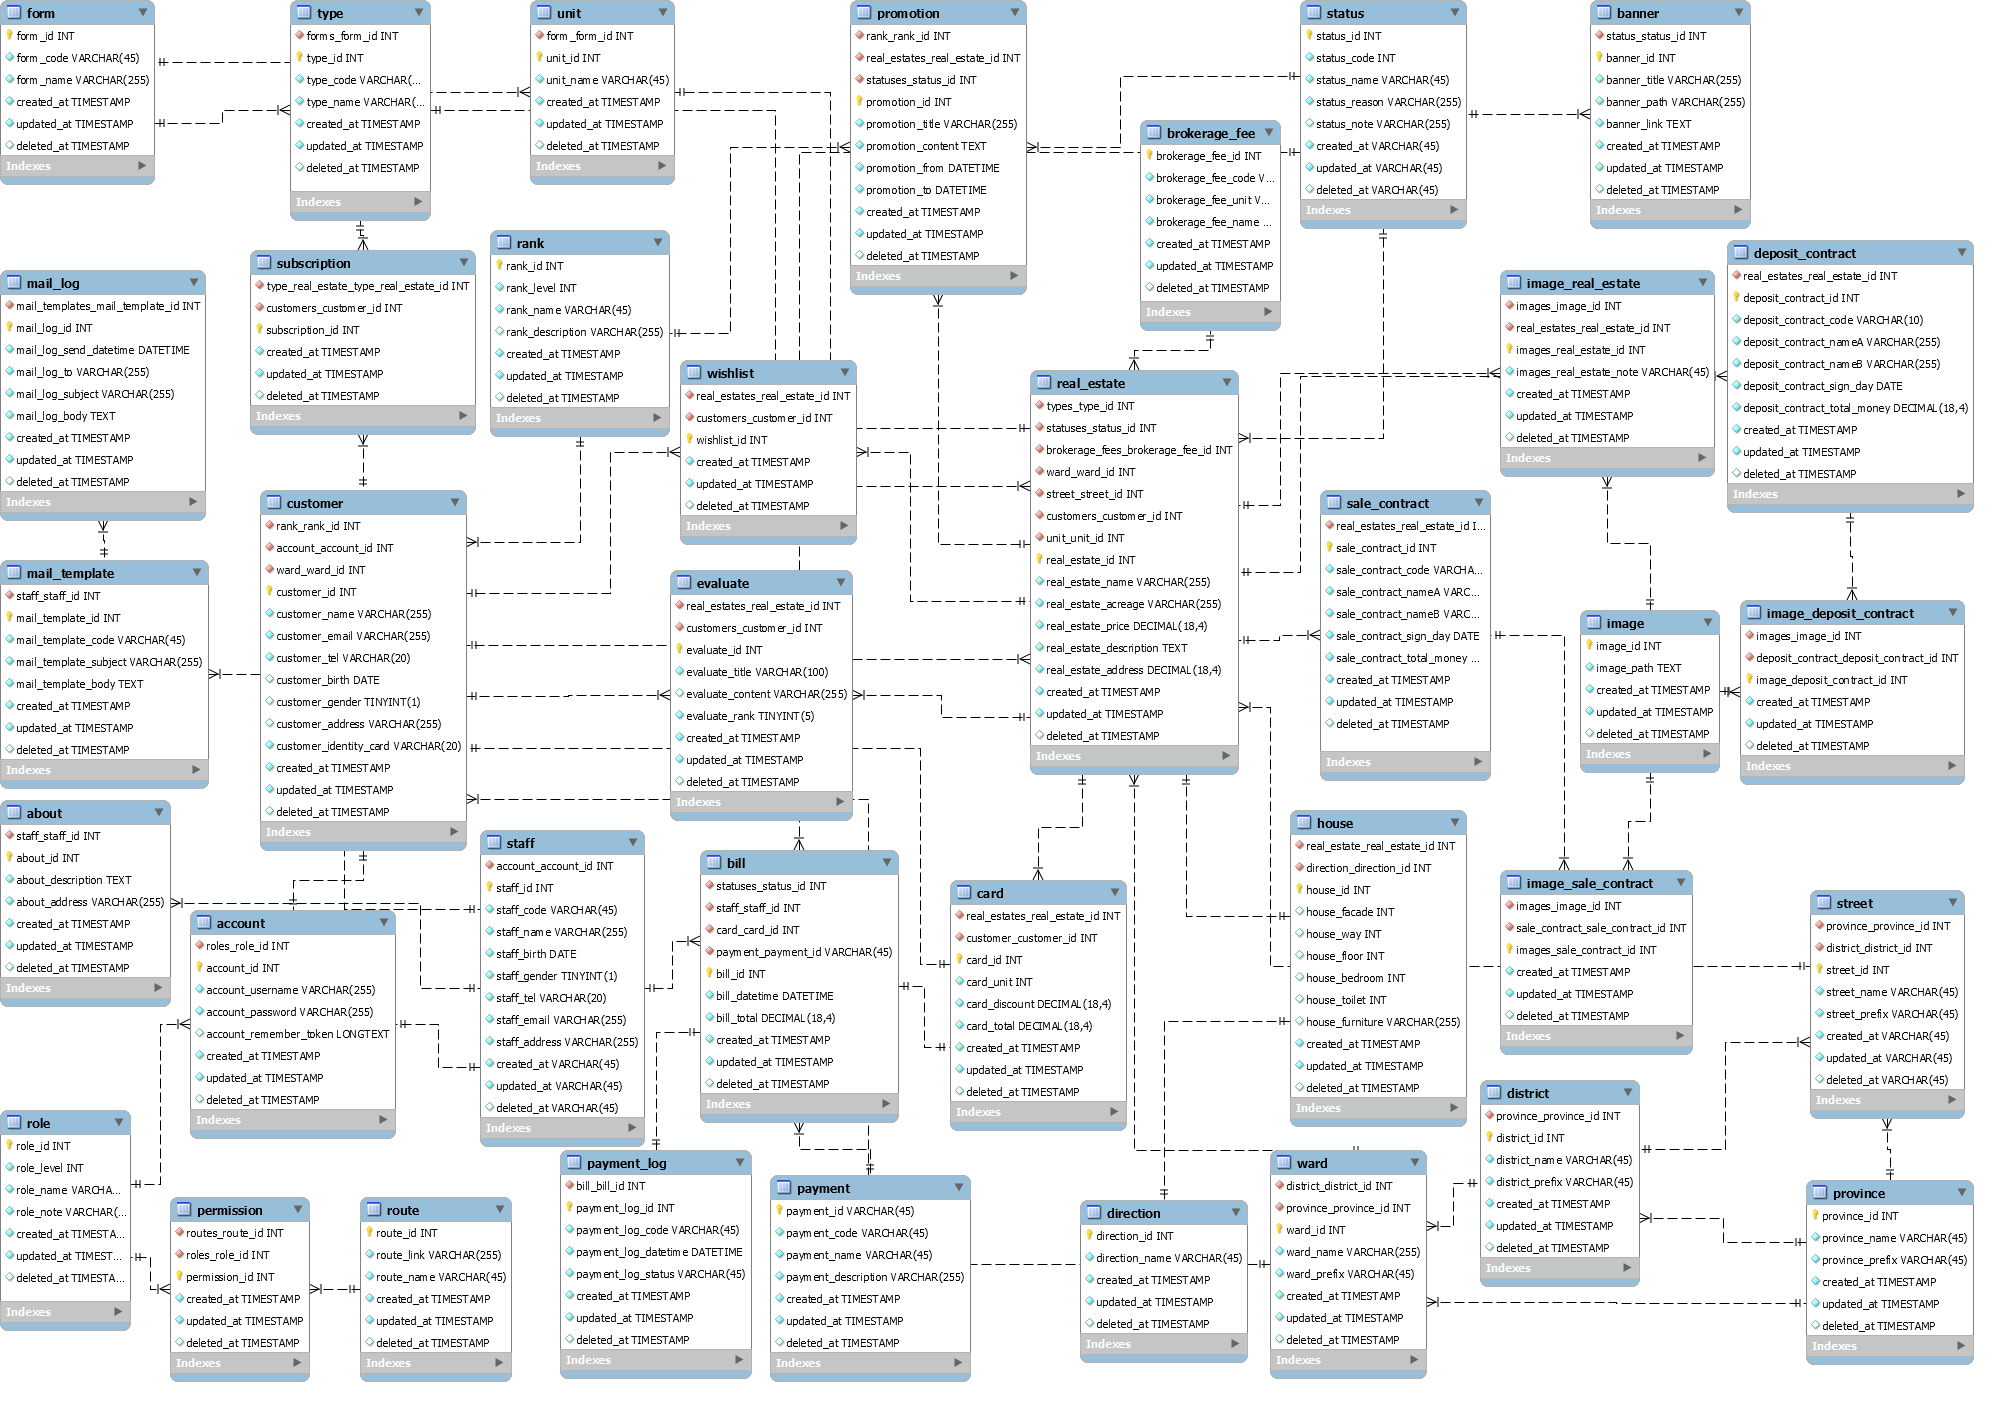 form
form_id INT
form_code VARCHAR(45)
form_name VARCHAR(255)
created_at TIMESTAMP
updated_at TIMESTAMP
deleted_at TIMESTAMP
Indexes
type
forms_form_id INT
type_id INT
type_code VARCHAR(...
type_name VARCHAR(...
created_at TIMESTAMP
updated_at TIMESTAMP
deleted_at TIMESTAMP
Indexes
unit
form_form_id INT
unit_id INT
unit_name VARCHAR(45)
created_at TIMESTAMP
updated_at TIMESTAMP
deleted_at TIMESTAMP
Indexes
promotion
rank_rank_id INT
real_estates_real_estate_id INT
statuses_status_id INT
promotion_id INT
promotion_title VARCHAR(255)
promotion_content TEXT
promotion_from DATETIME
promotion_to DATETIME
created_at TIMESTAMP
updated_at TIMESTAMP
deleted_at TIMESTAMP
Indexes
brokerage_fee
brokerage_fee_id INT
brokerage_fee_code V...
brokerage_fee_unit V...
brokerage_fee_name ...
created_at TIMESTAMP
updated_at TIMESTAMP
deleted_at TIMESTAMP
Indexes
status
status_id INT
status_code INT
status_name VARCHAR(45)
status_reason VARCHAR(255)
status_note VARCHAR(255)
created_at VARCHAR(45)
updated_at VARCHAR(45)
deleted_at VARCHAR(45)
Indexes
banner
status_status_id INT
banner_id INT
banner_title VARCHAR(255)
banner_path VARCHAR(255)
banner_link TEXT
created_at TIMESTAMP
updated_at TIMESTAMP
deleted_at TIMESTAMP
Indexes
mail_log
mail_templates_mail_template_id INT
mail_log_id INT
mail_log_send_datetime DATETIME
mail_log_to VARCHAR(255)
mail_log_subject VARCHAR(255)
mail_log_body TEXT
created_at TIMESTAMP
updated_at TIMESTAMP
deleted_at TIMESTAMP
Indexes
subscription
type_real_estate_type_real_estate_id INT
customers_customer_id INT
subscription_id INT
created_at TIMESTAMP
updated_at TIMESTAMP
deleted_at TIMESTAMP
Indexes
rank
rank_id INT
rank_level INT
rank_name VARCHAR(45)
rank_description VARCHAR(255)
created_at TIMESTAMP
updated_at TIMESTAMP
deleted_at TIMESTAMP
Indexes
wishlist
real_estates_real_estate_id INT
customers_customer_id INT
wishlist_id INT
created_at TIMESTAMP
updated_at TIMESTAMP
deleted_at TIMESTAMP
Indexes
real_estate
types_type_id INT
statuses_status_id INT
brokerage_fees_brokerage_fee_id INT
ward_ward_id INT
street_street_id INT
customers_customer_id INT
unit_unit_id INT
real_estate_id INT
real_estate_name VARCHAR(255)
real_estate_acreage VARCHAR(255)
real_estate_price DECIMAL(18,4)
real_estate_description TEXT
real_estate_address DECIMAL(18,4)
created_at TIMESTAMP
updated_at TIMESTAMP
deleted_at TIMESTAMP
Indexes
image_real_estate
images_image_id INT
real_estates_real_estate_id INT
images_real_estate_id INT
images_real_estate_note VARCHAR(45)
created_at TIMESTAMP
updated_at TIMESTAMP
deleted_at TIMESTAMP
Indexes
deposit_contract
real_estates_real_estate_id INT
deposit_contract_id INT
deposit_contract_code VARCHAR(10)
deposit_contract_nameA VARCHAR(255)
deposit_contract_nameB VARCHAR(255)
deposit_contract_sign_day DATE
deposit_contract_total_money DECIMAL(18,4)
created_at TIMESTAMP
updated_at TIMESTAMP
deleted_at TIMESTAMP
Indexes
mail_template
staff_staff_id INT
mail_template_id INT
mail_template_code VARCHAR(45)
mail_template_subject VARCHAR(255)
mail_template_body TEXT
created_at TIMESTAMP
updated_at TIMESTAMP
deleted_at TIMESTAMP
Indexes
customer
rank_rank_id INT
account_account_id INT
ward_ward_id INT
customer_id INT
customer_name VARCHAR(255)
customer_email VARCHAR(255)
customer_tel VARCHAR(20)
customer_birth DATE
customer_gender TINYINT(1)
customer_address VARCHAR(255)
customer_identity_card VARCHAR(20)
created_at TIMESTAMP
updated_at TIMESTAMP
deleted_at TIMESTAMP
Indexes
evaluate
real_estates_real_estate_id INT
customers_customer_id INT
evaluate_id INT
evaluate_title VARCHAR(100)
evaluate_content VARCHAR(255)
evaluate_rank TINYINT(5)
created_at TIMESTAMP
updated_at TIMESTAMP
deleted_at TIMESTAMP
Indexes
sale_contract
real_estates_real_estate_id I...
sale_contract_id INT
sale_contract_code VARCHA...
sale_contract_nameA VARC...
sale_contract_nameB VARC...
sale_contract_sign_day DATE
sale_contract_total_money ...
created_at TIMESTAMP
updated_at TIMESTAMP
deleted_at TIMESTAMP
Indexes
image
image_id INT
image_path TEXT
created_at TIMESTAMP
updated_at TIMESTAMP
deleted_at TIMESTAMP
Indexes
image_deposit_contract
images_image_id INT
deposit_contract_deposit_contract_id INT
image_deposit_contract_id INT
created_at TIMESTAMP
updated_at TIMESTAMP
deleted_at TIMESTAMP
Indexes
about
staff_staff_id INT
about_id INT
about_description TEXT
about_address VARCHAR(255)
created_at TIMESTAMP
updated_at TIMESTAMP
deleted_at TIMESTAMP
Indexes
account
roles_role_id INT
account_id INT
account_username VARCHAR(255)
account_password VARCHAR(255)
account_remember_token LONGTEXT
created_at TIMESTAMP
updated_at TIMESTAMP
deleted_at TIMESTAMP
Indexes
staff
account_account_id INT
staff_id INT
staff_code VARCHAR(45)
staff_name VARCHAR(255)
staff_birth DATE
staff_gender TINYINT(1)
staff_tel VARCHAR(20)
staff_email VARCHAR(255)
staff_address VARCHAR(255)
created_at VARCHAR(45)
updated_at VARCHAR(45)
deleted_at VARCHAR(45)
Indexes
bill
statuses_status_id INT
staff_staff_id INT
card_card_id INT
payment_payment_id VARCHAR(45)
bill_id INT
bill_datetime DATETIME
bill_total DECIMAL(18,4)
created_at TIMESTAMP
updated_at TIMESTAMP
deleted_at TIMESTAMP
Indexes
card
real_estates_real_estate_id INT
customer_customer_id INT
card_id INT
card_unit INT
card_discount DECIMAL(18,4)
card_total DECIMAL(18,4)
created_at TIMESTAMP
updated_at TIMESTAMP
deleted_at TIMESTAMP
Indexes
house
real_estate_real_estate_id INT
direction_direction_id INT
house_id INT
house_facade INT
house_way INT
house_floor INT
house_bedroom INT
house_toilet INT
house_furniture VARCHAR(255)
created_at TIMESTAMP
updated_at TIMESTAMP
deleted_at TIMESTAMP
Indexes
image_sale_contract
images_image_id INT
sale_contract_sale_contract_id INT
images_sale_contract_id INT
created_at TIMESTAMP
updated_at TIMESTAMP
deleted_at TIMESTAMP
Indexes
street
province_province_id INT
district_district_id INT
street_id INT
street_name VARCHAR(45)
street_prefix VARCHAR(45)
created_at VARCHAR(45)
updated_at VARCHAR(45)
deleted_at VARCHAR(45)
Indexes
role
role_id INT
role_level INT
role_name VARCHA...
role_note VARCHAR(...
created_at TIMESTA...
updated_at TIMEST...
deleted_at TIMESTA...
Indexes
permission
routes_route_id INT
roles_role_id INT
permission_id INT
created_at TIMESTAMP
updated_at TIMESTAMP
deleted_at TIMESTAMP
Indexes
route
route_id INT
route_link VARCHAR(255)
route_name VARCHAR(45)
created_at TIMESTAMP
updated_at TIMESTAMP
deleted_at TIMESTAMP
Indexes
payment_log
bill_bill_id INT
payment_log_id INT
payment_log_code VARCHAR(45)
payment_log_datetime DATETIME
payment_log_status VARCHAR(45)
created_at TIMESTAMP
updated_at TIMESTAMP
deleted_at TIMESTAMP
Indexes
payment
payment_id VARCHAR(45)
payment_code VARCHAR(45)
payment_name VARCHAR(45)
payment_description VARCHAR(255)
created_at TIMESTAMP
updated_at TIMESTAMP
deleted_at TIMESTAMP
Indexes
direction
direction_id INT
direction_name VARCHAR(45)
created_at TIMESTAMP
updated_at TIMESTAMP
deleted_at TIMESTAMP
Indexes
ward
district_district_id INT
province_province_id INT
ward_id INT
ward_name VARCHAR(255)
ward_prefix VARCHAR(45)
created_at TIMESTAMP
updated_at TIMESTAMP
deleted_at TIMESTAMP
Indexes
district
province_province_id INT
district_id INT
district_name VARCHAR(45)
district_prefix VARCHAR(45)
created_at TIMESTAMP
updated_at TIMESTAMP
deleted_at TIMESTAMP
Indexes
province
province_id INT
province_name VARCHAR(45)
province_prefix VARCHAR(45)
created_at TIMESTAMP
updated_at TIMESTAMP
deleted_at TIMESTAMP
Indexes